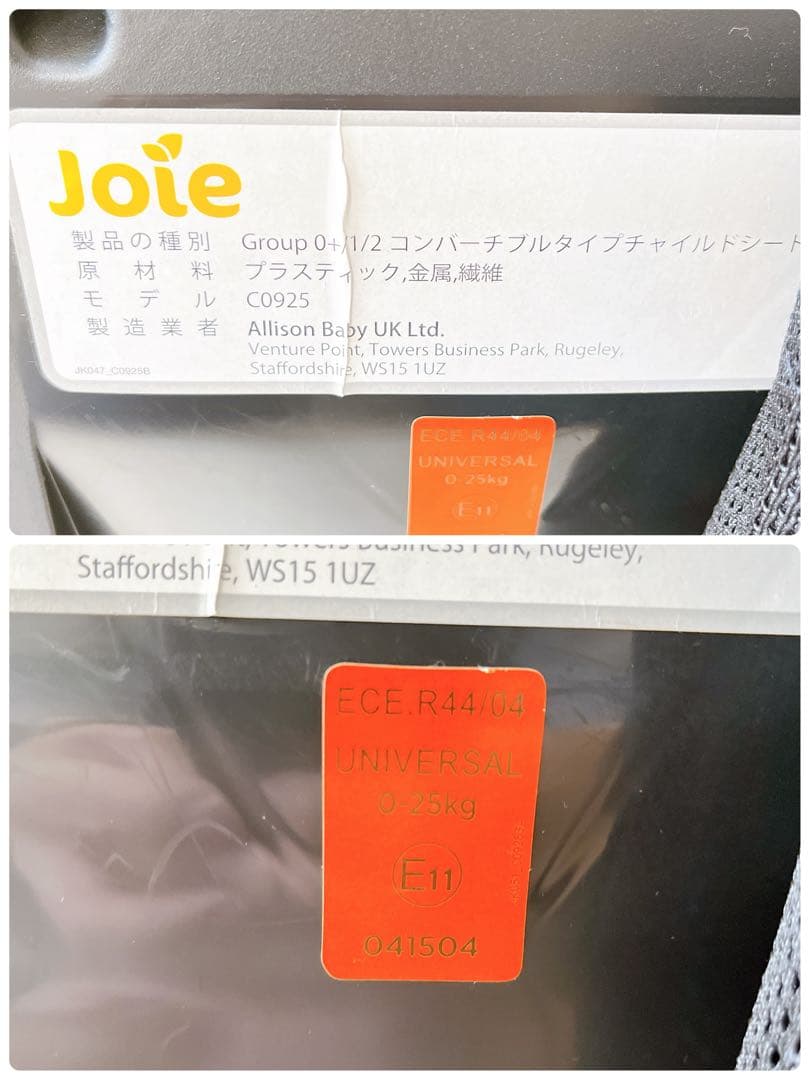 Joie
製品の種別 Group 0+/1/2 コンバーチブルタイプチャイルドシート
原材料 プラスティック,金属,繊維
モデル C0925
製造業者 Allison Baby UK Ltd.
Venture Point, Towers Business Park, Rugeley,
Staffordshire, WS15 1UZ
JK047_C0925B
ECE R44/04
UNIVERSAL
0-25kg
E11
Towers Business Park, Rugeley,
Staffordshire, WS15 1UZ
ECE.R44/04
UNIVERSAL
0-25kg
E11
041504